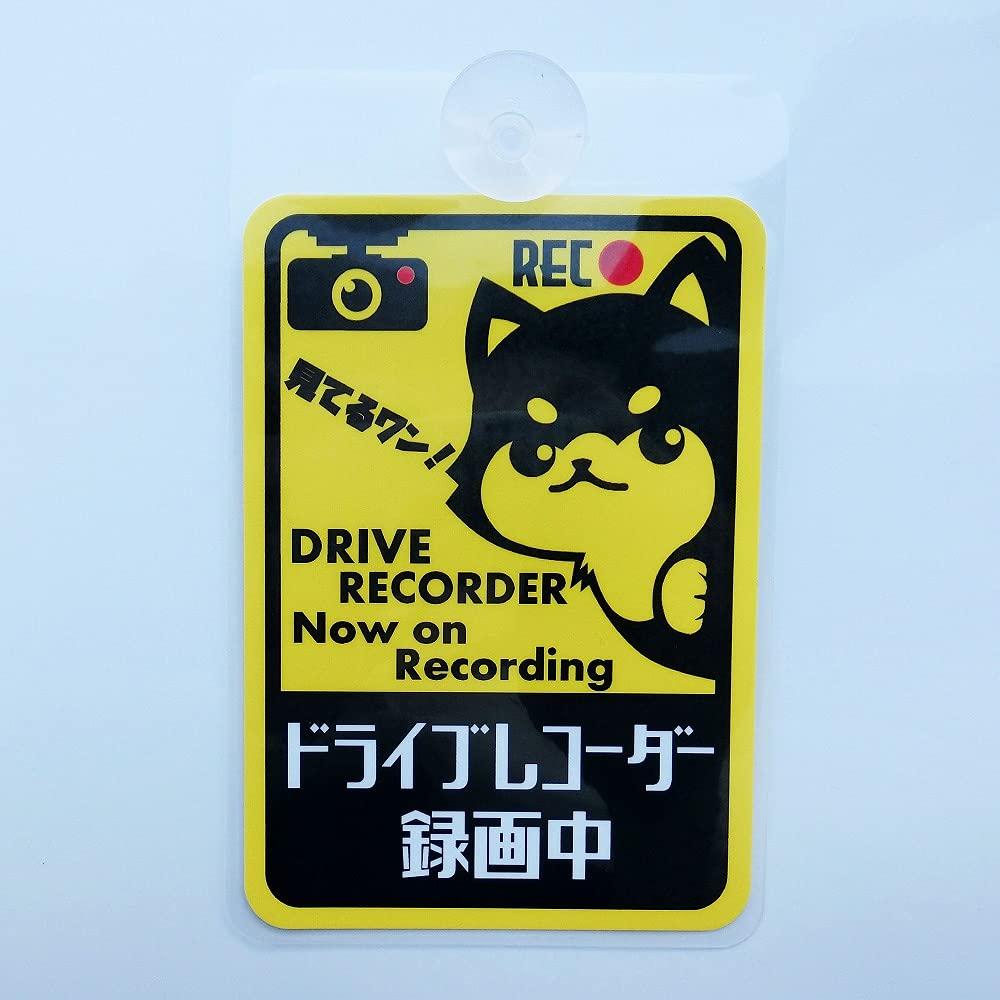 REC
見てるワン!
DRIVE
RECORDER
Now on
Recording
ドライブレコーダー
録画中